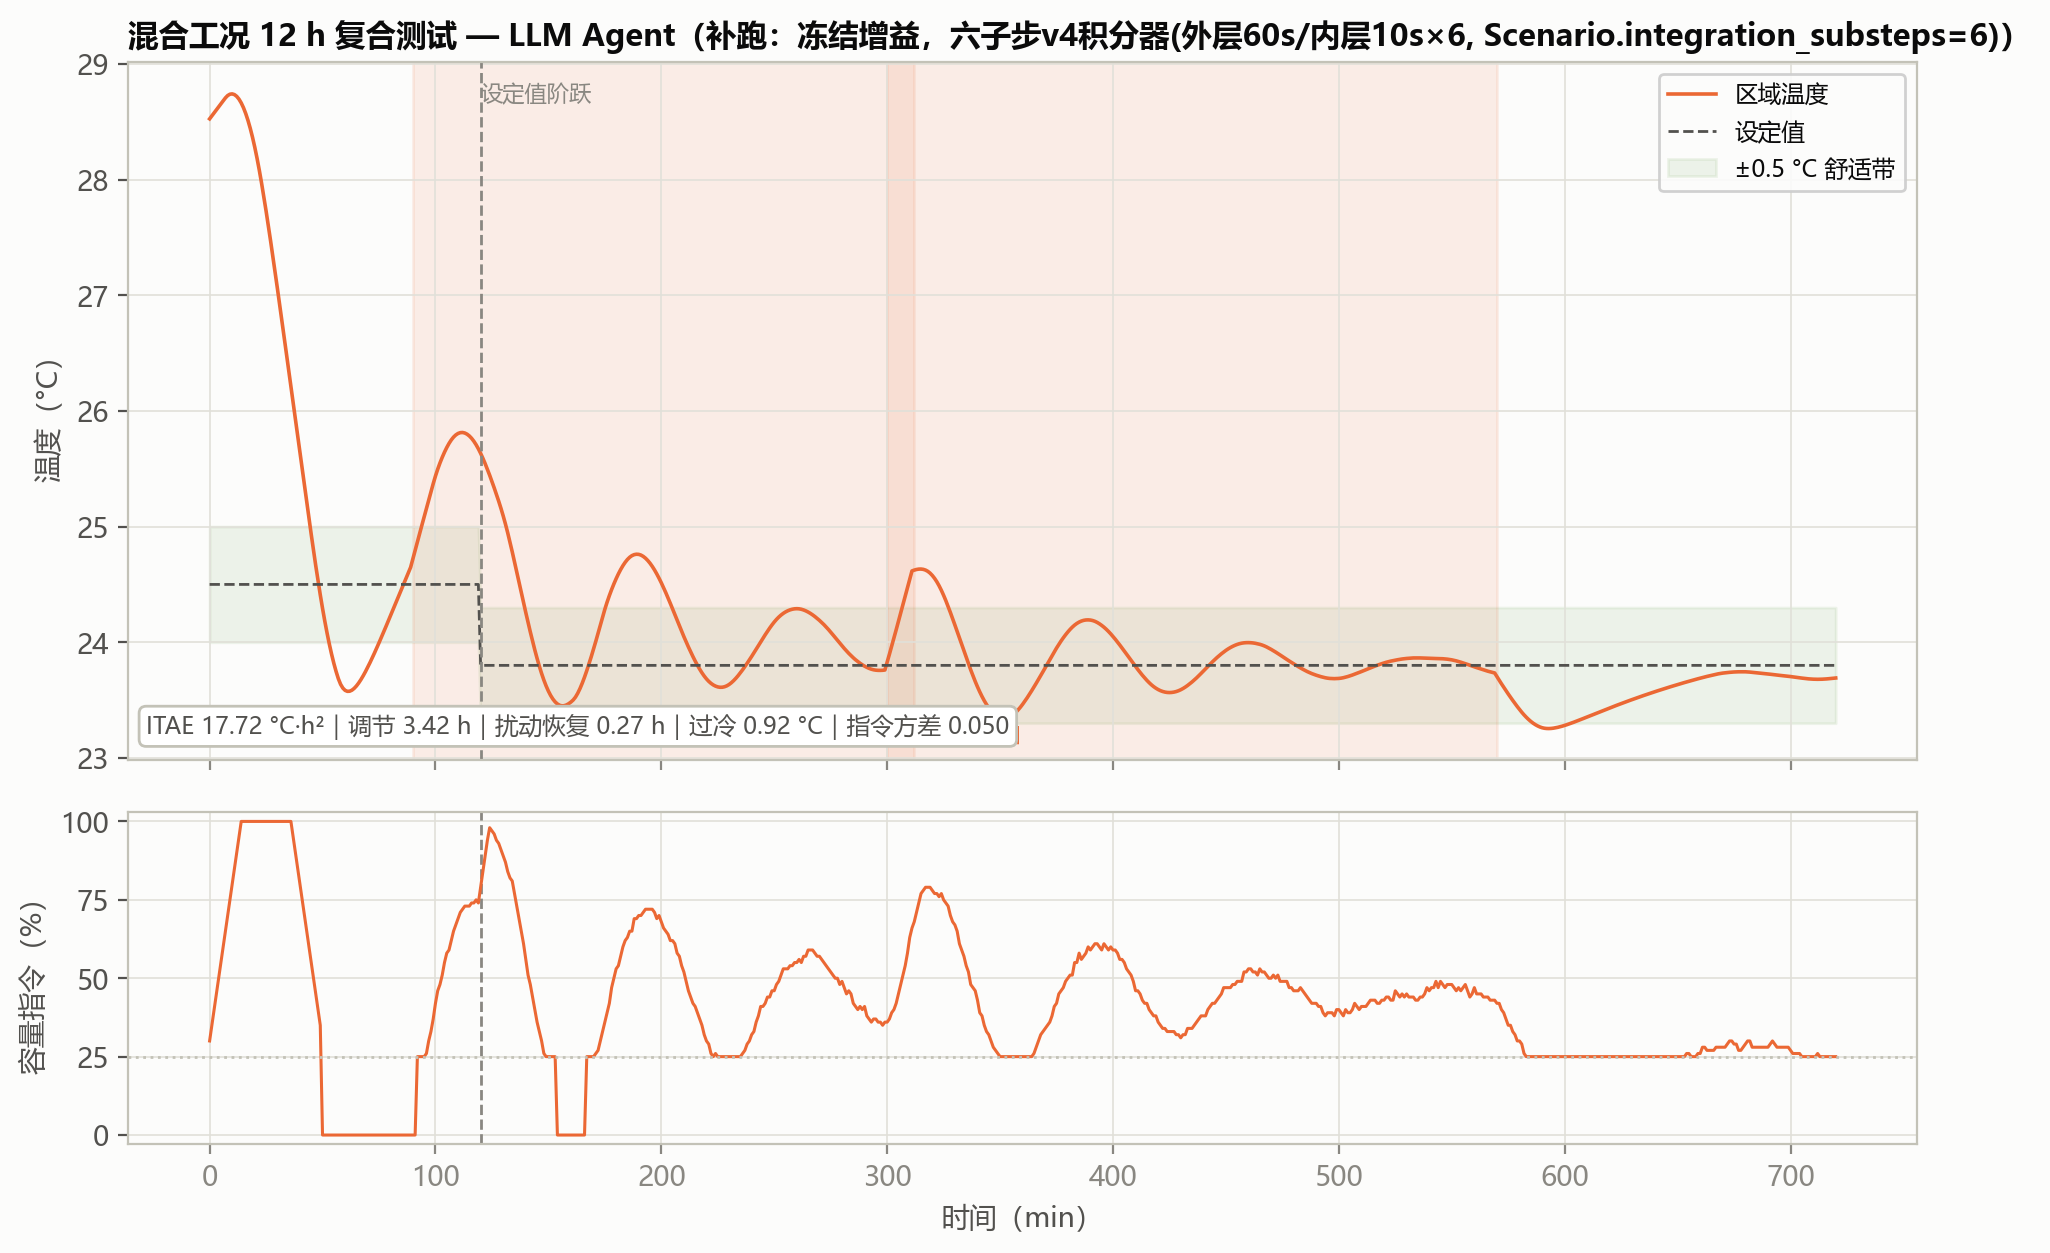 混合工况 12 h 复合测试 — LLM Agent（补跑：冻结增益，六子步v4积分器(外层60s/内层10s×6, Scenario.integration_substeps=6)）
29
28
27
26
25
24
23
温度（°C）
设定值阶跃
区域温度
设定值
±0.5 °C 舒适带
ITAE 17.72 °C·h² | 调节 3.42 h | 扰动恢复 0.27 h | 过冷 0.92 °C | 指令方差 0.050
100
75
50
25
0
容量指令（%）
0 100 200 300 400 500 600 700
时间（min）